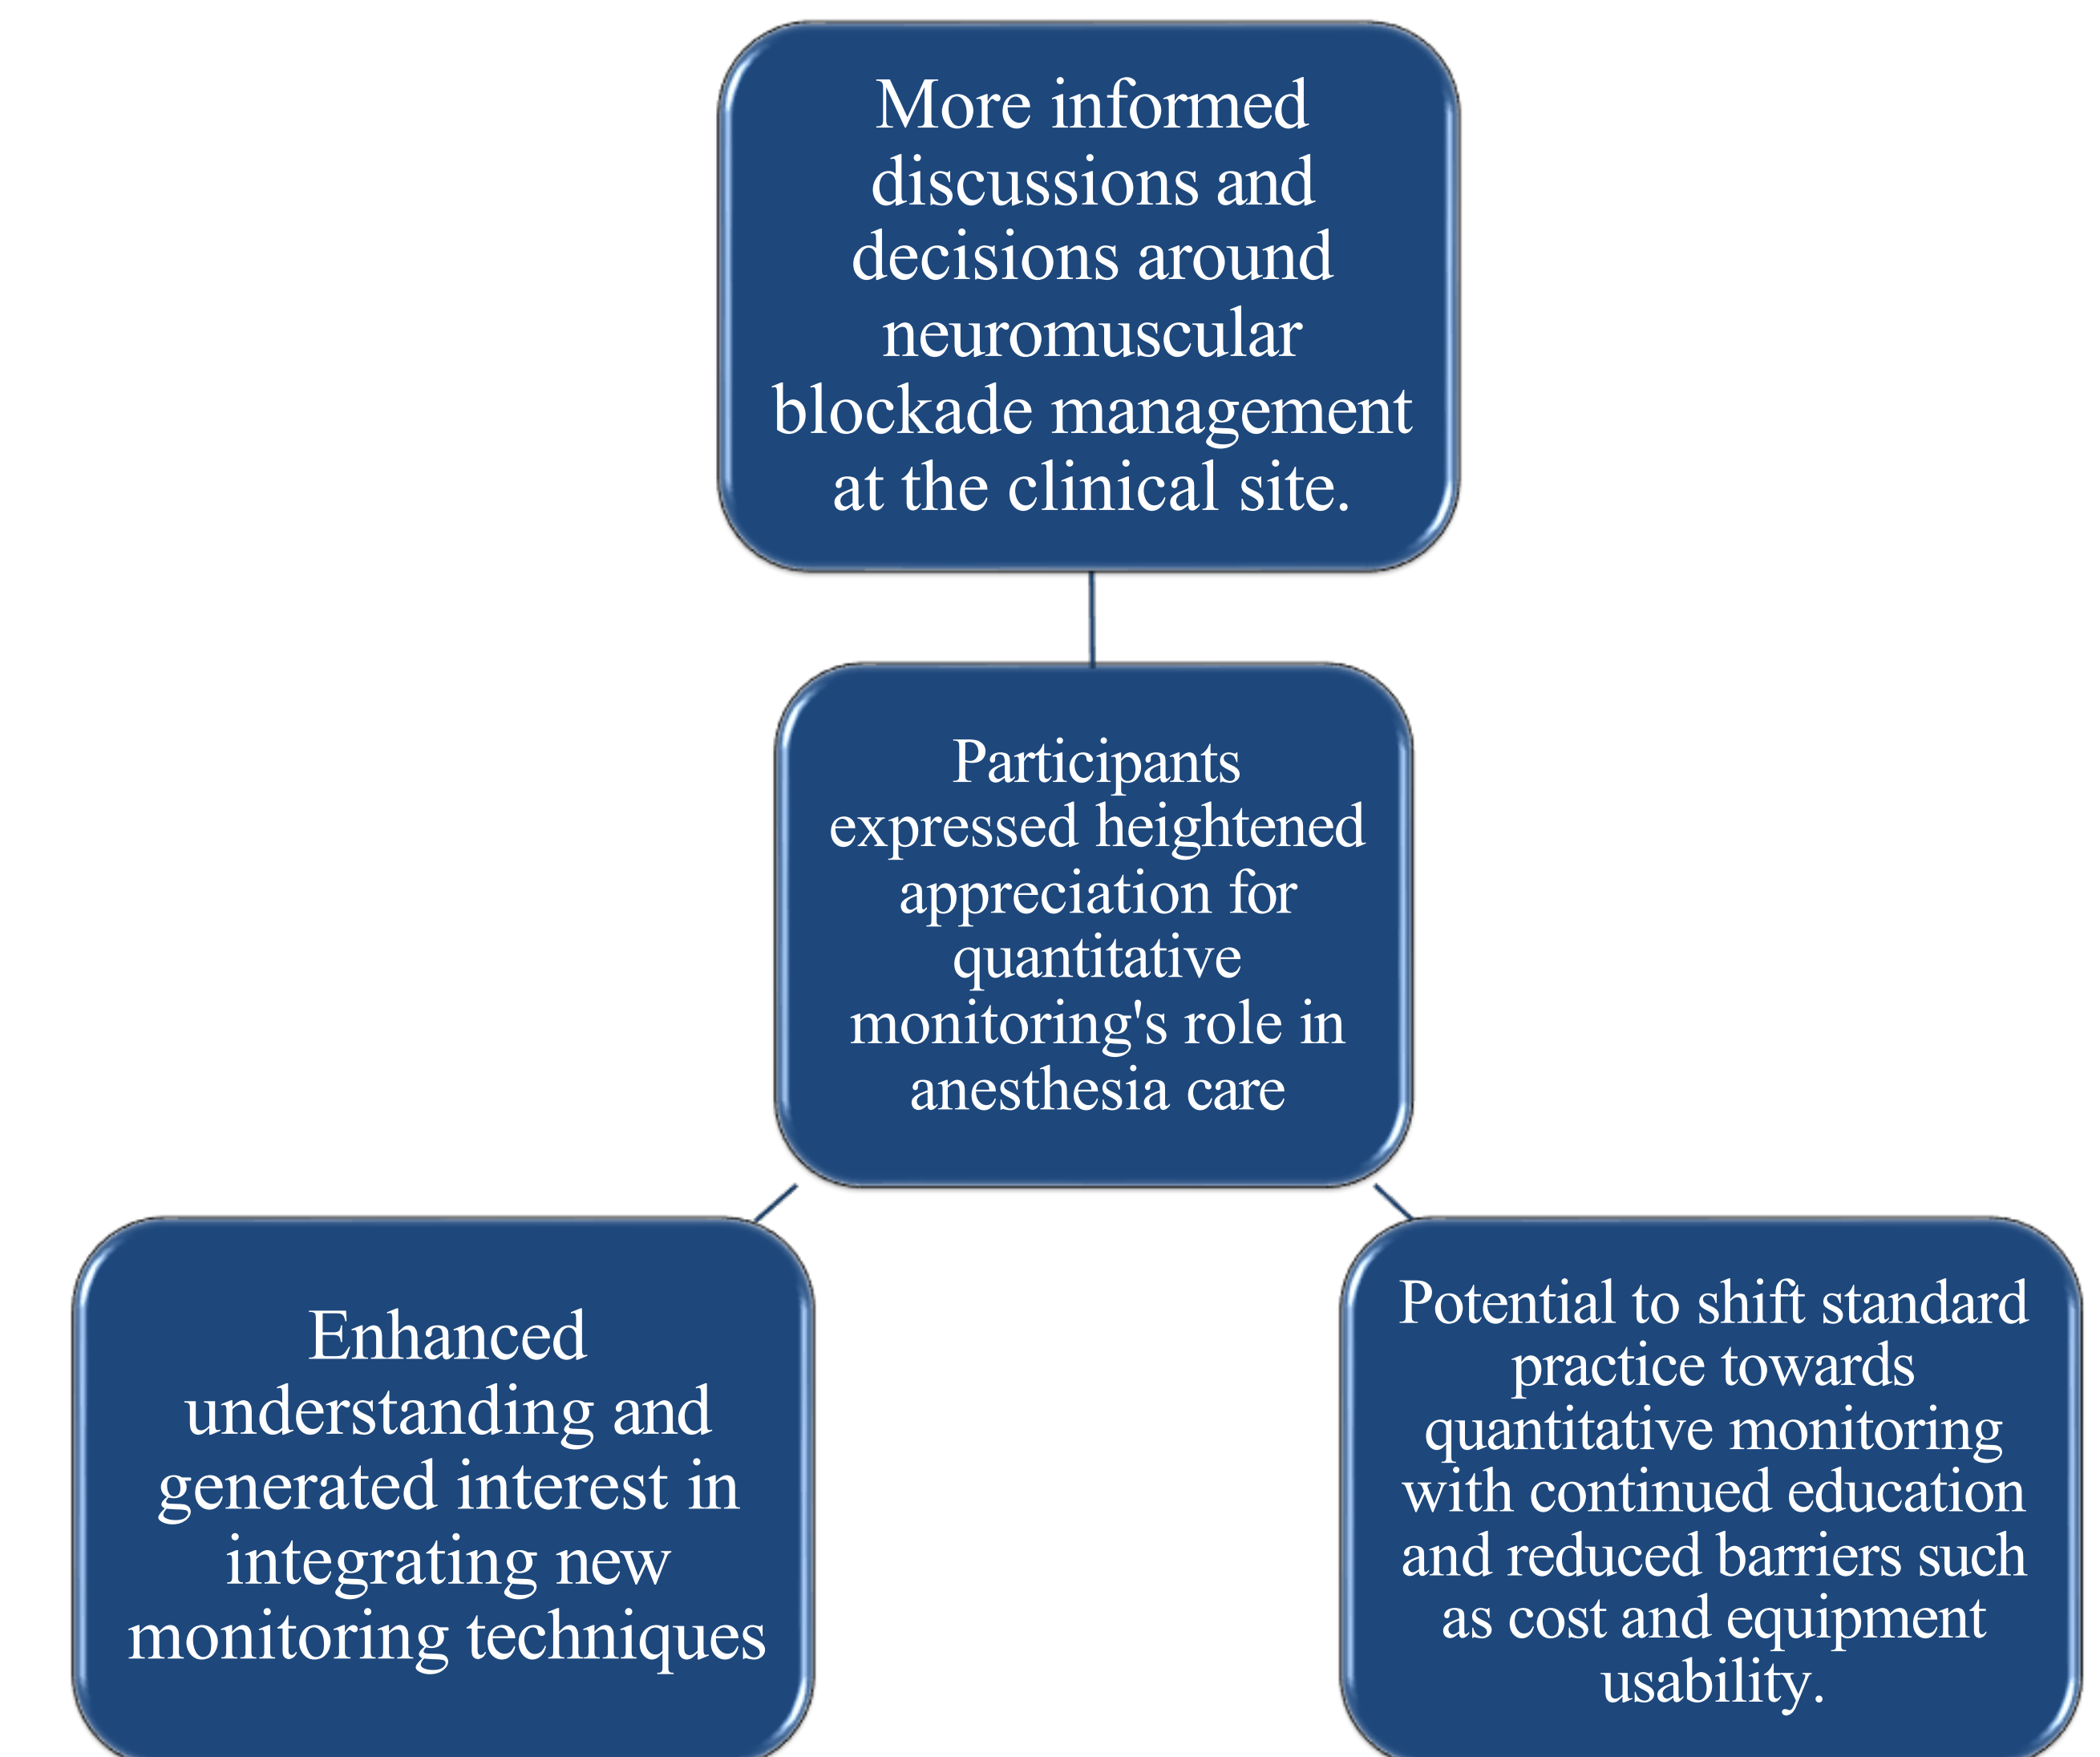 More informed
discussions and
decisions around
neuromuscular
blockade management
at the clinical site.
Participants
expressed heightened
appreciation for
quantitative
monitoring's role in
anesthesia care
Enhanced
understanding and
generated interest in
integrating new
monitoring techniques
Potential to shift standard
practice towards
quantitative monitoring
with continued education
and reduced barriers such
as cost and equipment
usability.